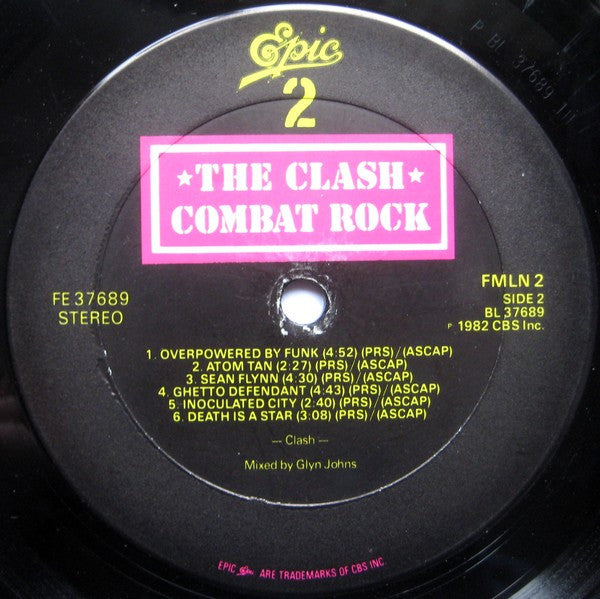 Epic
2
★THE CLASH★
COMBAT ROCK
FE 37689
STEREO
FMLN 2
SIDE 2
BL 37689
℗ 1982 CBS Inc.
1. OVERPOWERED BY FUNK (4:52) (PRS)/(ASCAP)
2. ATOM TAN (2:27) (PRS)/(ASCAP)
3. SEAN FLYNN (4:30) (PRS)/(ASCAP)
4. GHETTO DEFENDANT (4:43) (PRS)/(ASCAP)
5. INOCULATED CITY (2:40) (PRS)/(ASCAP)
6. DEATH IS A STAR (3:08) (PRS)/(ASCAP)
— Clash —
Mixed by Glyn Johns
EPIC Epic ARE TRADEMARKS OF CBS INC.
P BL 37689